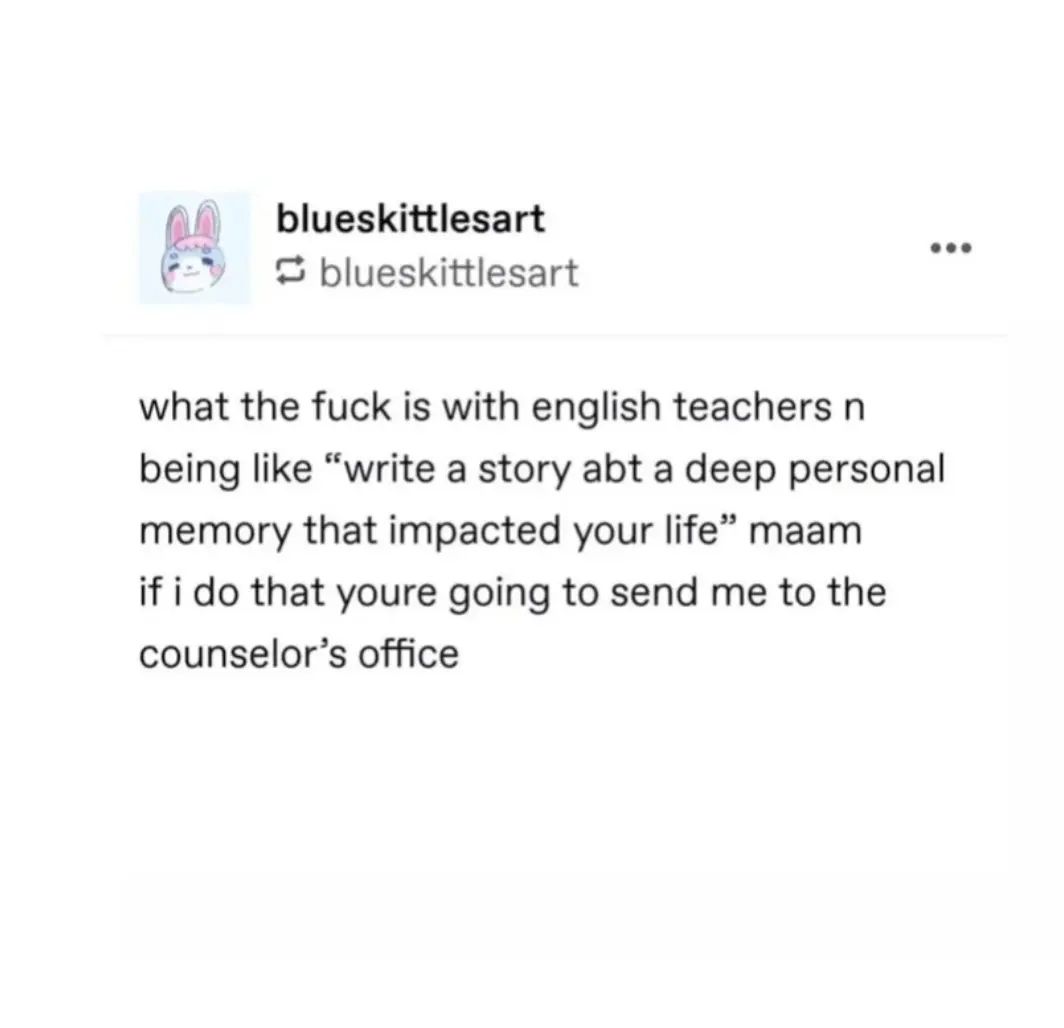 blueskittlesart
blueskittlesart
what the fuck is with english teachers n
being like “write a story abt a deep personal
memory that impacted your life” maam
if i do that youre going to send me to the
counselor’s office